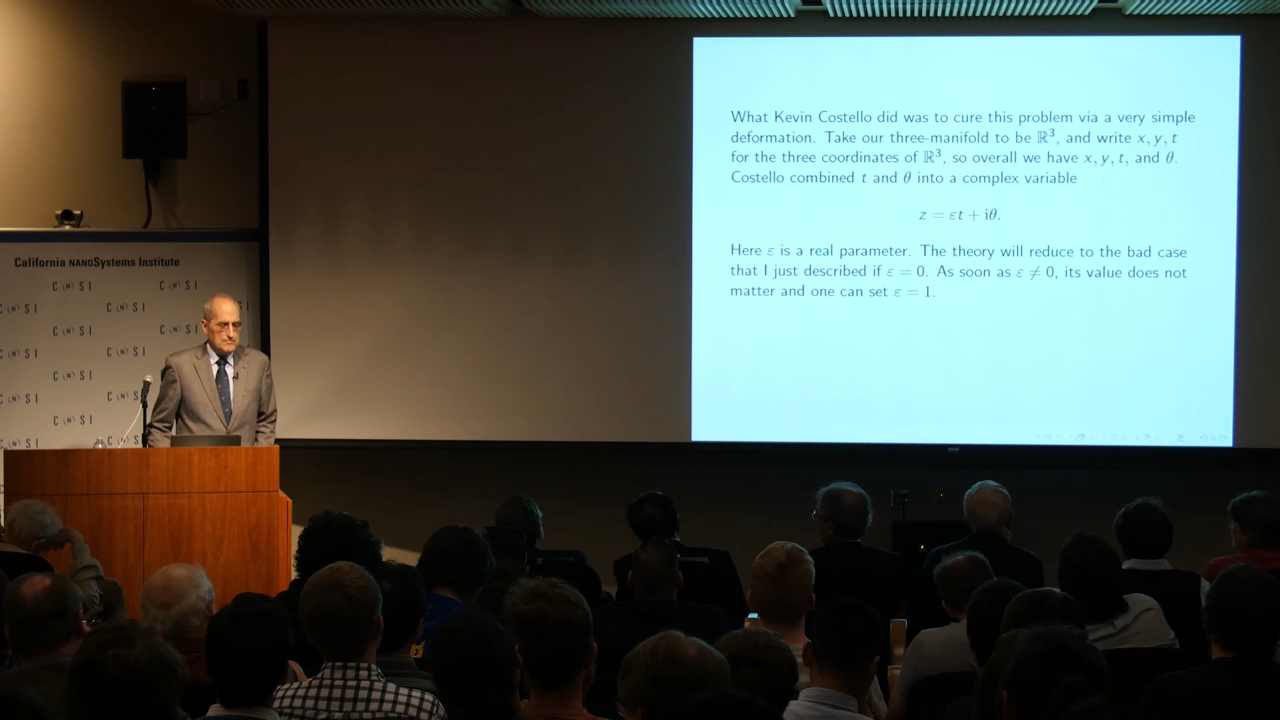 What Kevin Costello did was to cure this problem via a very simple
deformation. Take our three-manifold to be ℝ³, and write x, y, t
for the three coordinates of ℝ³, so overall we have x, y, t, and θ.
Costello combined t and θ into a complex variable
z = εt + iθ.
Here ε is a real parameter. The theory will reduce to the bad case
that I just described if ε = 0. As soon as ε ≠ 0, its value does not
matter and one can set ε = 1.
California NANOSystems Institute
C (N) S I C (N) S I
C (N) S I C (N) S I
C (N) S I C (N) S I
C (N) S I C (N) S I
C (N) S I
C (N) S I
C (N) S I